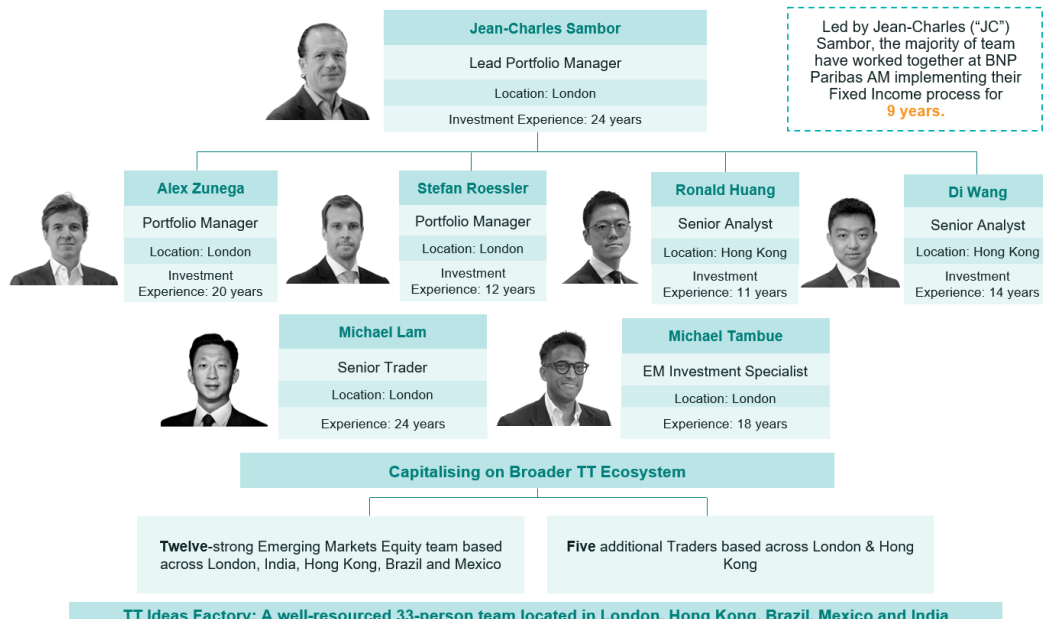 Jean-Charles Sambor
Lead Portfolio Manager
Location: London
Investment Experience: 24 years
Led by Jean-Charles (“JC”)
Sambor, the majority of team
have worked together at BNP
Paribas AM implementing their
Fixed Income process for
9 years.
Alex Zunega
Portfolio Manager
Location: London
Investment
Experience: 20 years
Stefan Roessler
Portfolio Manager
Location: London
Investment
Experience: 12 years
Ronald Huang
Senior Analyst
Location: Hong Kong
Investment
Experience: 11 years
Di Wang
Senior Analyst
Location: Hong Kong
Investment
Experience: 14 years
Michael Lam
Senior Trader
Location: London
Experience: 24 years
Michael Tambue
EM Investment Specialist
Location: London
Experience: 18 years
Capitalising on Broader TT Ecosystem
Twelve-strong Emerging Markets Equity team based
across London, India, Hong Kong, Brazil and Mexico
Five additional Traders based across London & Hong
Kong
TT Ideas Factory: A well-resourced 33-person team located in London, Hong Kong, Brazil, Mexico and India